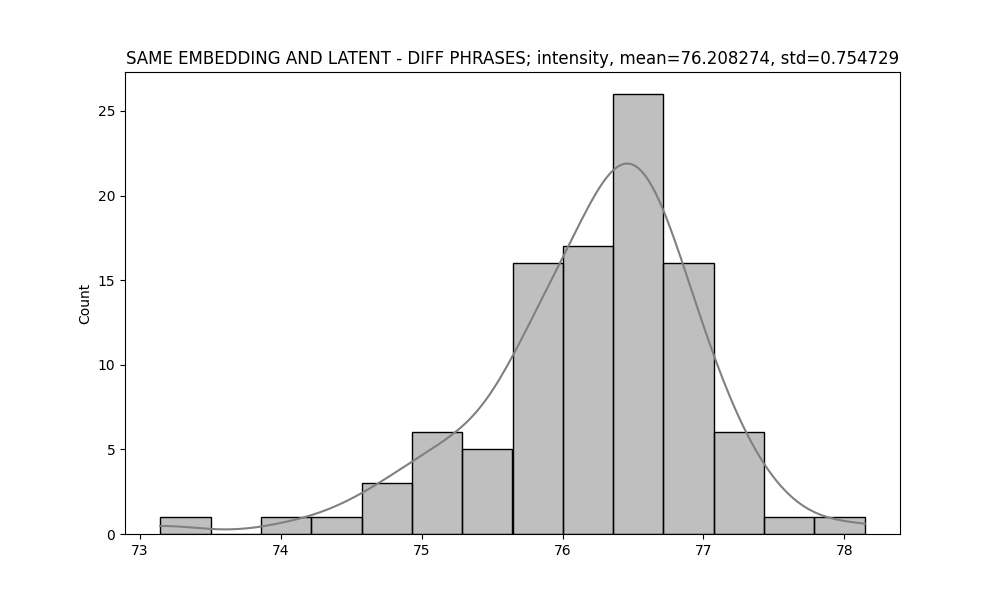 SAME EMBEDDING AND LATENT - DIFF PHRASES; intensity, mean=76.208274, std=0.754729
25
20
15
10
5
0
Count
73 74 75 76 77 78